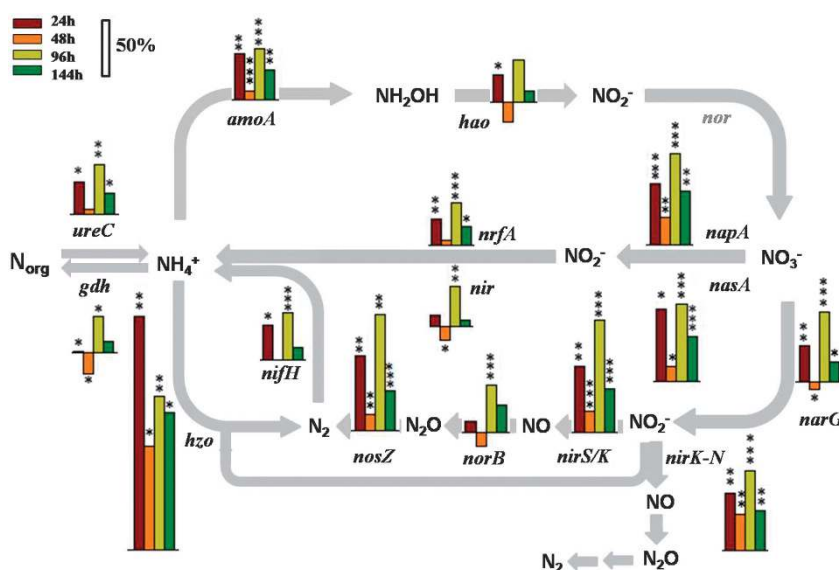 24h
48h
96h
144h
50%
amoA
NH₂OH
hao
NO₂⁻
nor
ureC
nrfA
napA
N_org
NH₄⁺
NO₂⁻
NO₃⁻
gdh
nir
nasA
nifH
narG
hzo
N₂
N₂O
NO
NO₂⁻
nosZ
norB
nirS/K
nirK-N
NO
N₂
N₂O